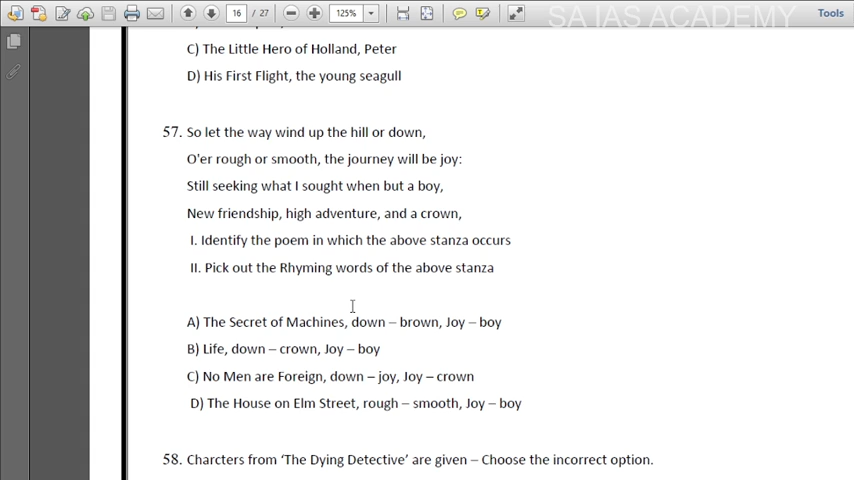 SA IAS ACADEMY
16 / 27
125%
Tools
C) The Little Hero of Holland, Peter
D) His First Flight, the young seagull
57. So let the way wind up the hill or down,
O'er rough or smooth, the journey will be joy:
Still seeking what I sought when but a boy,
New friendship, high adventure, and a crown,
I. Identify the poem in which the above stanza occurs
II. Pick out the Rhyming words of the above stanza
A) The Secret of Machines, down – brown, Joy – boy
B) Life, down – crown, Joy – boy
C) No Men are Foreign, down – joy, Joy – crown
D) The House on Elm Street, rough – smooth, Joy – boy
58. Charcters from ‘The Dying Detective’ are given – Choose the incorrect option.